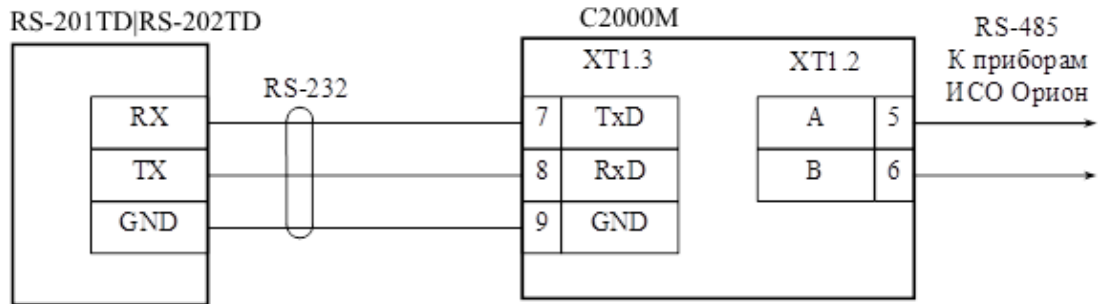 RS-201TD|RS-202TD
C2000M
RS-485
К приборам
ИСО Орион
XT1.3
XT1.2
RS-232
RX
7
TxD
A
5
TX
8
RxD
B
6
GND
9
GND